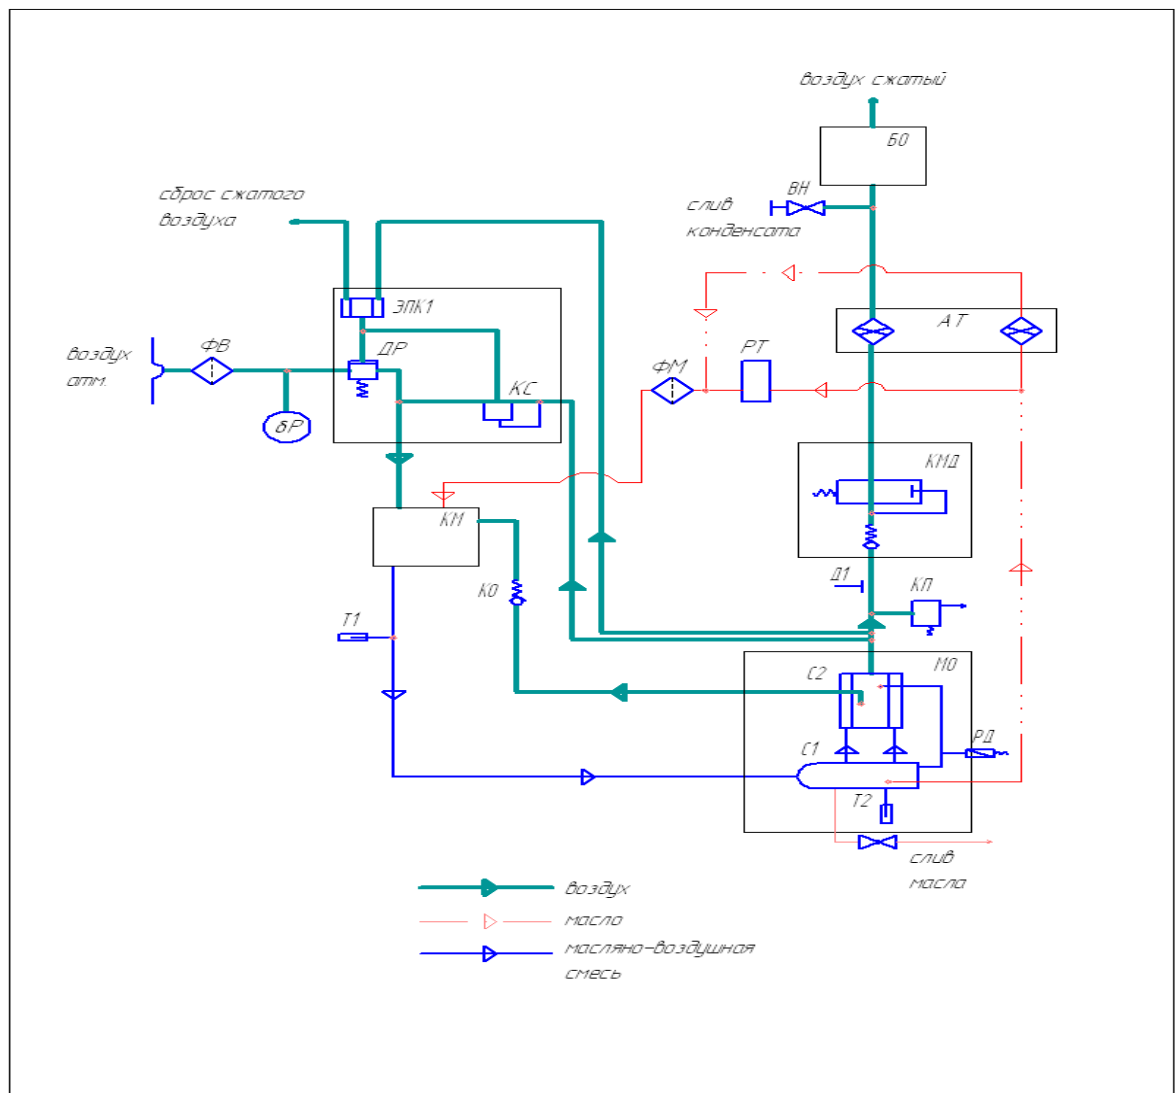 воздух сжатый
БО
ВН
слив
конденсата
сброс сжатого
воздуха
ЭПК1
АТ
ФВ
воздух
атм.
ДР
РТ
ФМ
КС
δР
КМД
КМ
Д1
КП
КО
Т1
С2
МО
С1
РД
Т2
слив
масла
воздух
масло
масляно-воздушная
смесь